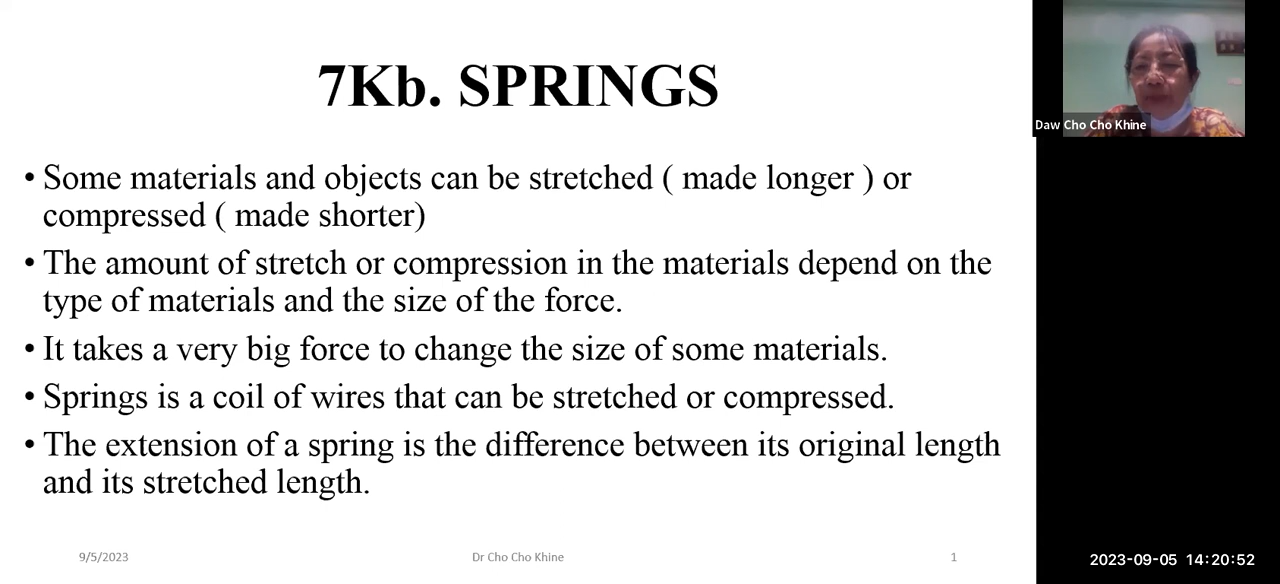 7Kb. SPRINGS
• Some materials and objects can be stretched ( made longer ) or
compressed ( made shorter)
• The amount of stretch or compression in the materials depend on the
type of materials and the size of the force.
• It takes a very big force to change the size of some materials.
• Springs is a coil of wires that can be stretched or compressed.
• The extension of a spring is the difference between its original length
and its stretched length.
9/5/2023
Dr Cho Cho Khine
1
Daw Cho Cho Khine
2023-09-05 14:20:52